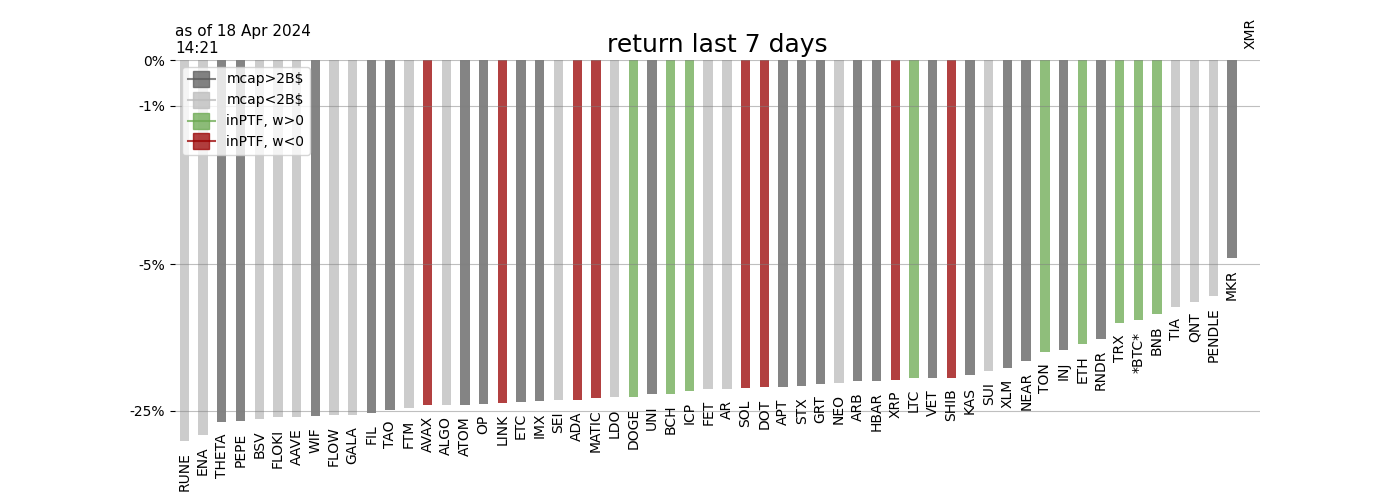 as of 18 Apr 2024
14:21
return last 7 days
XMR
0%
-1%
-5%
-25%
mcap>2B$
mcap<2B$
inPTF, w>0
inPTF, w<0
RUNE
ENA
THETA
PEPE
BSV
FLOKI
AAVE
WIF
FLOW
GALA
FIL
TAO
FTM
AVAX
ALGO
ATOM
OP
LINK
ETC
IMX
SEI
ADA
MATIC
LDO
DOGE
UNI
BCH
ICP
FET
AR
SOL
DOT
APT
STX
GRT
NEO
ARB
HBAR
XRP
LTC
VET
SHIB
KAS
SUI
XLM
NEAR
TON
INJ
ETH
RNDR
TRX
*BTC*
BNB
TIA
QNT
PENDLE
MKR